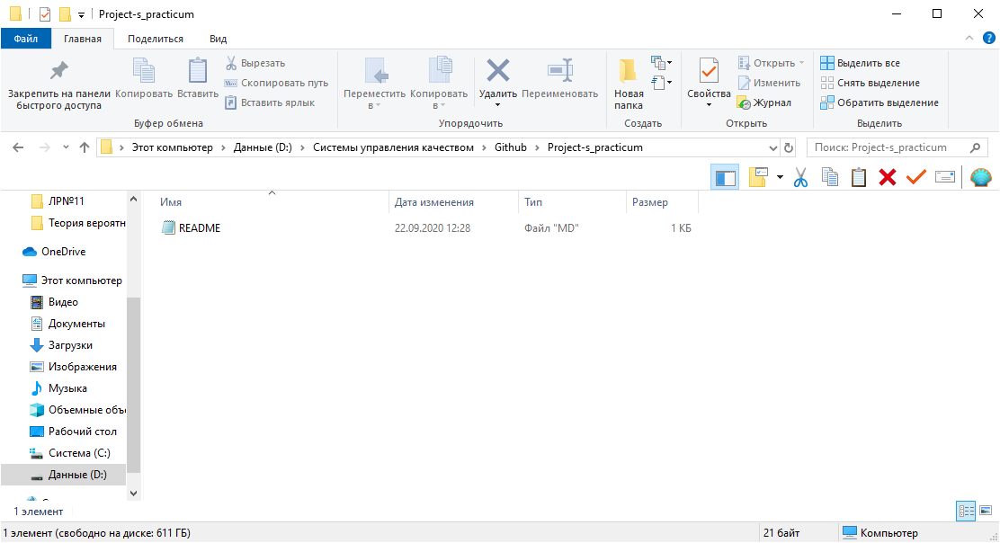 Project-s_practicum
Файл Главная Поделиться Вид
Закрепить на панели быстрого доступа
Копировать
Вставить
Вырезать
Скопировать путь
Вставить ярлык
Буфер обмена
Переместить в
Копировать в
Удалить
Переименовать
Упорядочить
Новая папка
Создать
Свойства
Открыть
Изменить
Журнал
Открыть
Выделить все
Снять выделение
Обратить выделение
Выделить
Этот компьютер > Данные (D:) > Системы управления качеством > Github > Project-s_practicum
Поиск: Project-s_practicum
ЛР№11
Теория вероятн
OneDrive
Этот компьютер
Видео
Документы
Загрузки
Изображения
Музыка
Объемные объ
Рабочий стол
Система (C:)
Данные (D:)
Имя Дата изменения Тип Размер
README 22.09.2020 12:28 Файл "MD" 1 КБ
1 элемент
1 элемент (свободно на диске: 611 ГБ) 21 байт Компьютер